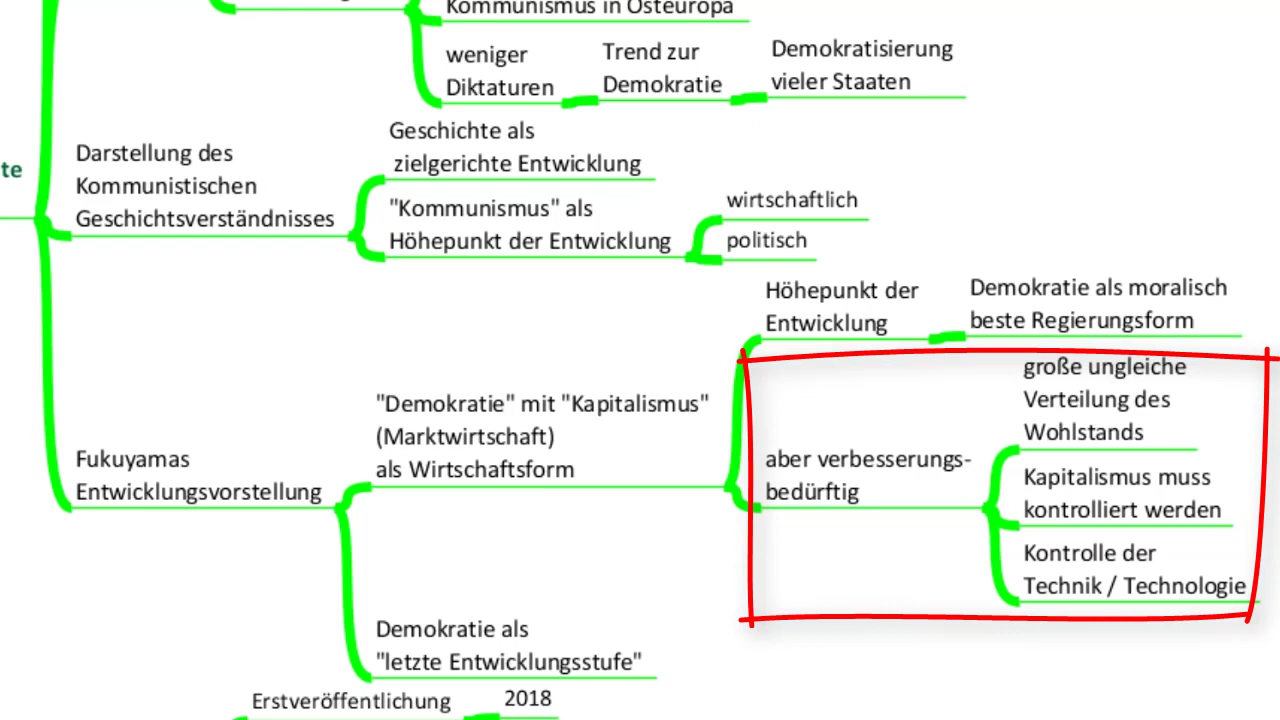 Kommunismus in Osteuropa
weniger
Diktaturen
Trend zur
Demokratie
Demokratisierung
vieler Staaten
te
Darstellung des
Kommunistischen
Geschichtsverständnisses
Geschichte als
zielgerichte Entwicklung
"Kommunismus" als
Höhepunkt der Entwicklung
wirtschaftlich
politisch
Fukuyamas
Entwicklungsvorstellung
"Demokratie" mit "Kapitalismus"
(Marktwirtschaft)
als Wirtschaftsform
Höhepunkt der
Entwicklung
Demokratie als moralisch
beste Regierungsform
aber verbesserungs-
bedürftig
große ungleiche
Verteilung des
Wohlstands
Kapitalismus muss
kontrolliert werden
Kontrolle der
Technik / Technologie
Demokratie als
"letzte Entwicklungsstufe"
Erstveröffentlichung
2018